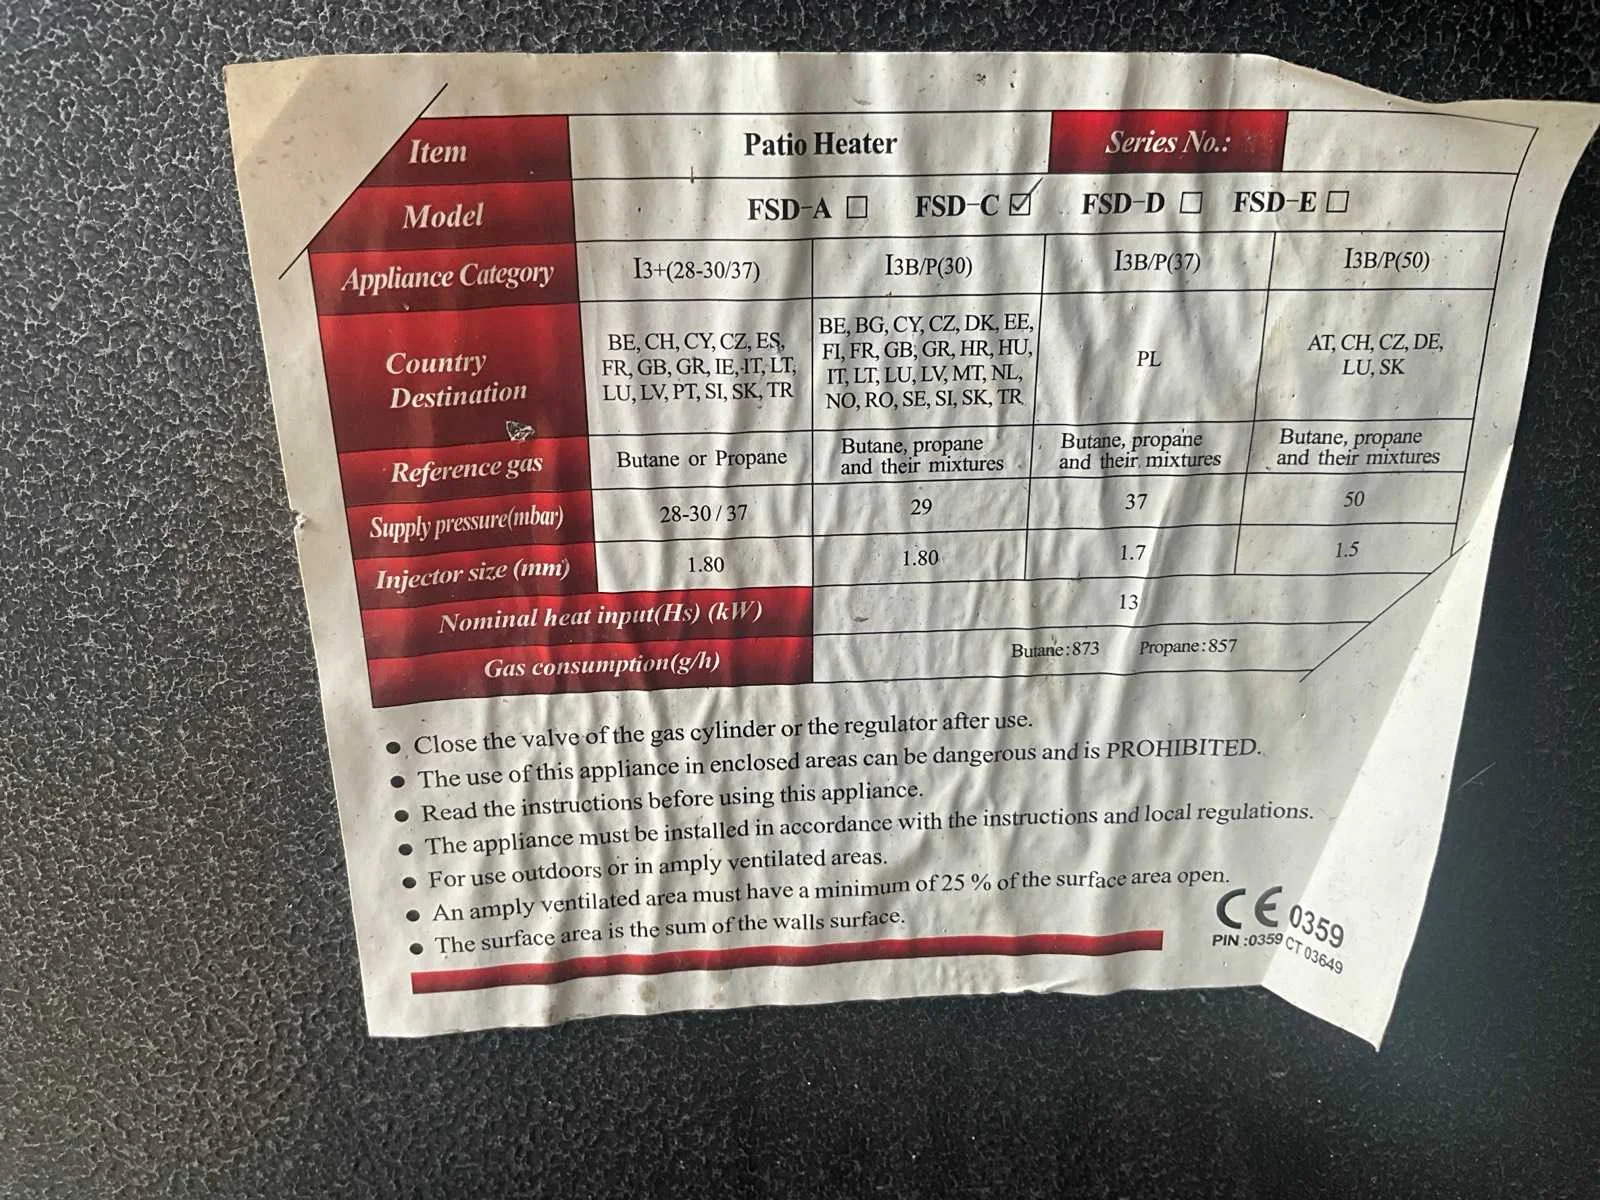 Item Patio Heater Series No.:
Model FSD-A ☐ FSD-C ☑ FSD-D ☐ FSD-E ☐
Appliance Category I3+(28-30/37) I3B/P(30) I3B/P(37) I3B/P(50)
Country Destination
BE, CH, CY, CZ, ES,
FR, GB, GR, IE, IT, LT,
LU, LV, PT, SI, SK, TR
BE, BG, CY, CZ, DK, EE,
FI, FR, GB, GR, HR, HU,
IT, LT, LU, LV, MT, NL,
NO, RO, SE, SI, SK, TR
PL
AT, CH, CZ, DE,
LU, SK
Reference gas
Butane or Propane
Butane, propane
and their mixtures
Butane, propane
and their mixtures
Butane, propane
and their mixtures
Supply pressure(mbar) 28-30 / 37 29 37 50
Injector size (mm) 1.80 1.80 1.7 1.5
Nominal heat input(Hs) (kW) 13
Gas consumption(g/h) Butane:873 Propane:857
● Close the valve of the gas cylinder or the regulator after use.
● The use of this appliance in enclosed areas can be dangerous and is PROHIBITED.
● Read the instructions before using this appliance.
● The appliance must be installed in accordance with the instructions and local regulations.
● For use outdoors or in amply ventilated areas.
● An amply ventilated area must have a minimum of 25 % of the surface area open.
● The surface area is the sum of the walls surface.
CE 0359
PIN :0359 CT 03649